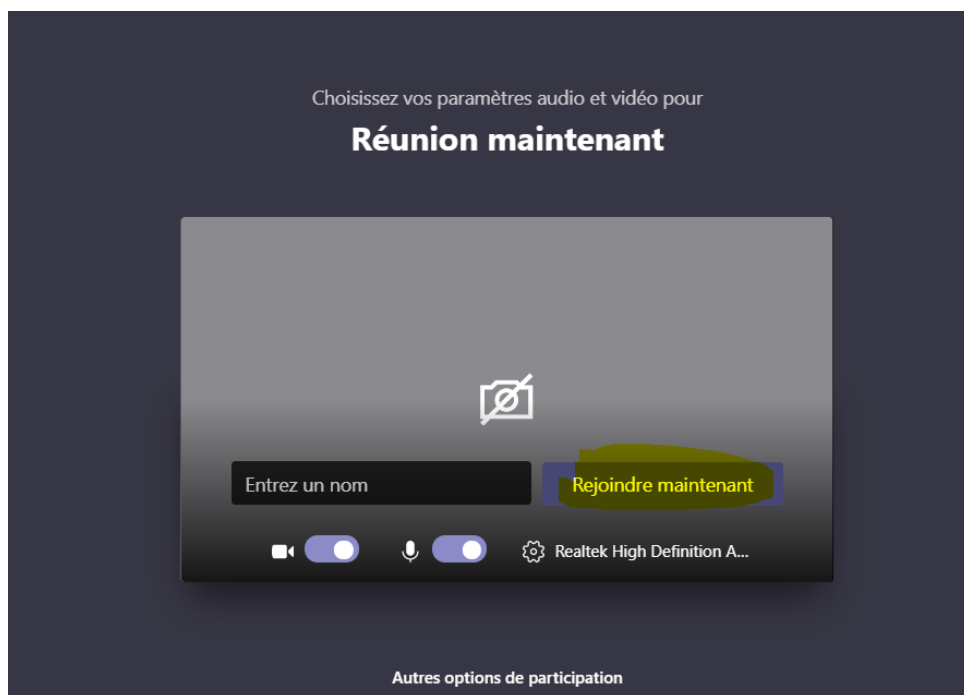 Choisissez vos paramètres audio et vidéo pour
Réunion maintenant
Entrez un nom
Rejoindre maintenant
Realtek High Definition A...
Autres options de participation